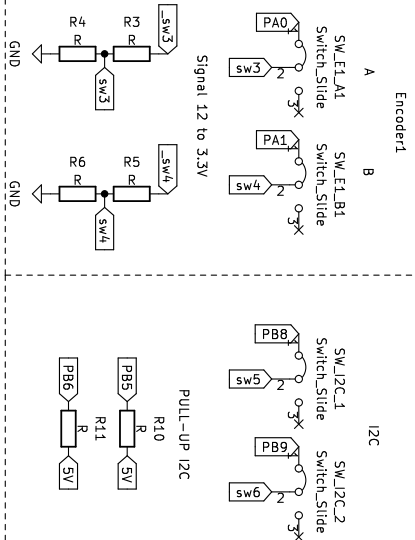 Encoder1
A
SW_E1_A1
Switch_Slide
PA0
1
sw3
2
3
B
SW_E1_B1
Switch_Slide
PA1
1
sw4
2
3
Signal 12 to 3.3V
_sw3
R3
R
R4
R
sw3
GND
_sw4
R5
R
R6
R
sw4
GND
I2C
SW_I2C_1
Switch_Slide
PB8
1
sw5
2
3
SW_I2C_2
Switch_Slide
PB9
1
sw6
2
3
PULL-UP I2C
PB5
R10
R
5V
PB6
R11
R
5V